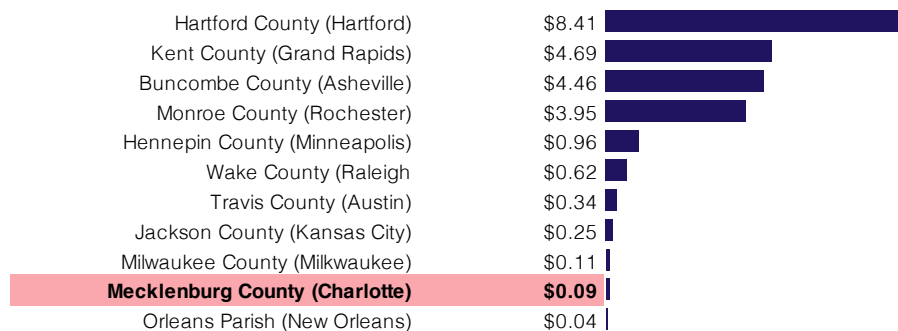 Hartford County (Hartford) $8.41
Kent County (Grand Rapids) $4.69
Buncombe County (Asheville) $4.46
Monroe County (Rochester) $3.95
Hennepin County (Minneapolis) $0.96
Wake County (Raleigh $0.62
Travis County (Austin) $0.34
Jackson County (Kansas City) $0.25
Milwaukee County (Milkwaukee) $0.11
Mecklenburg County (Charlotte) $0.09
Orleans Parish (New Orleans) $0.04